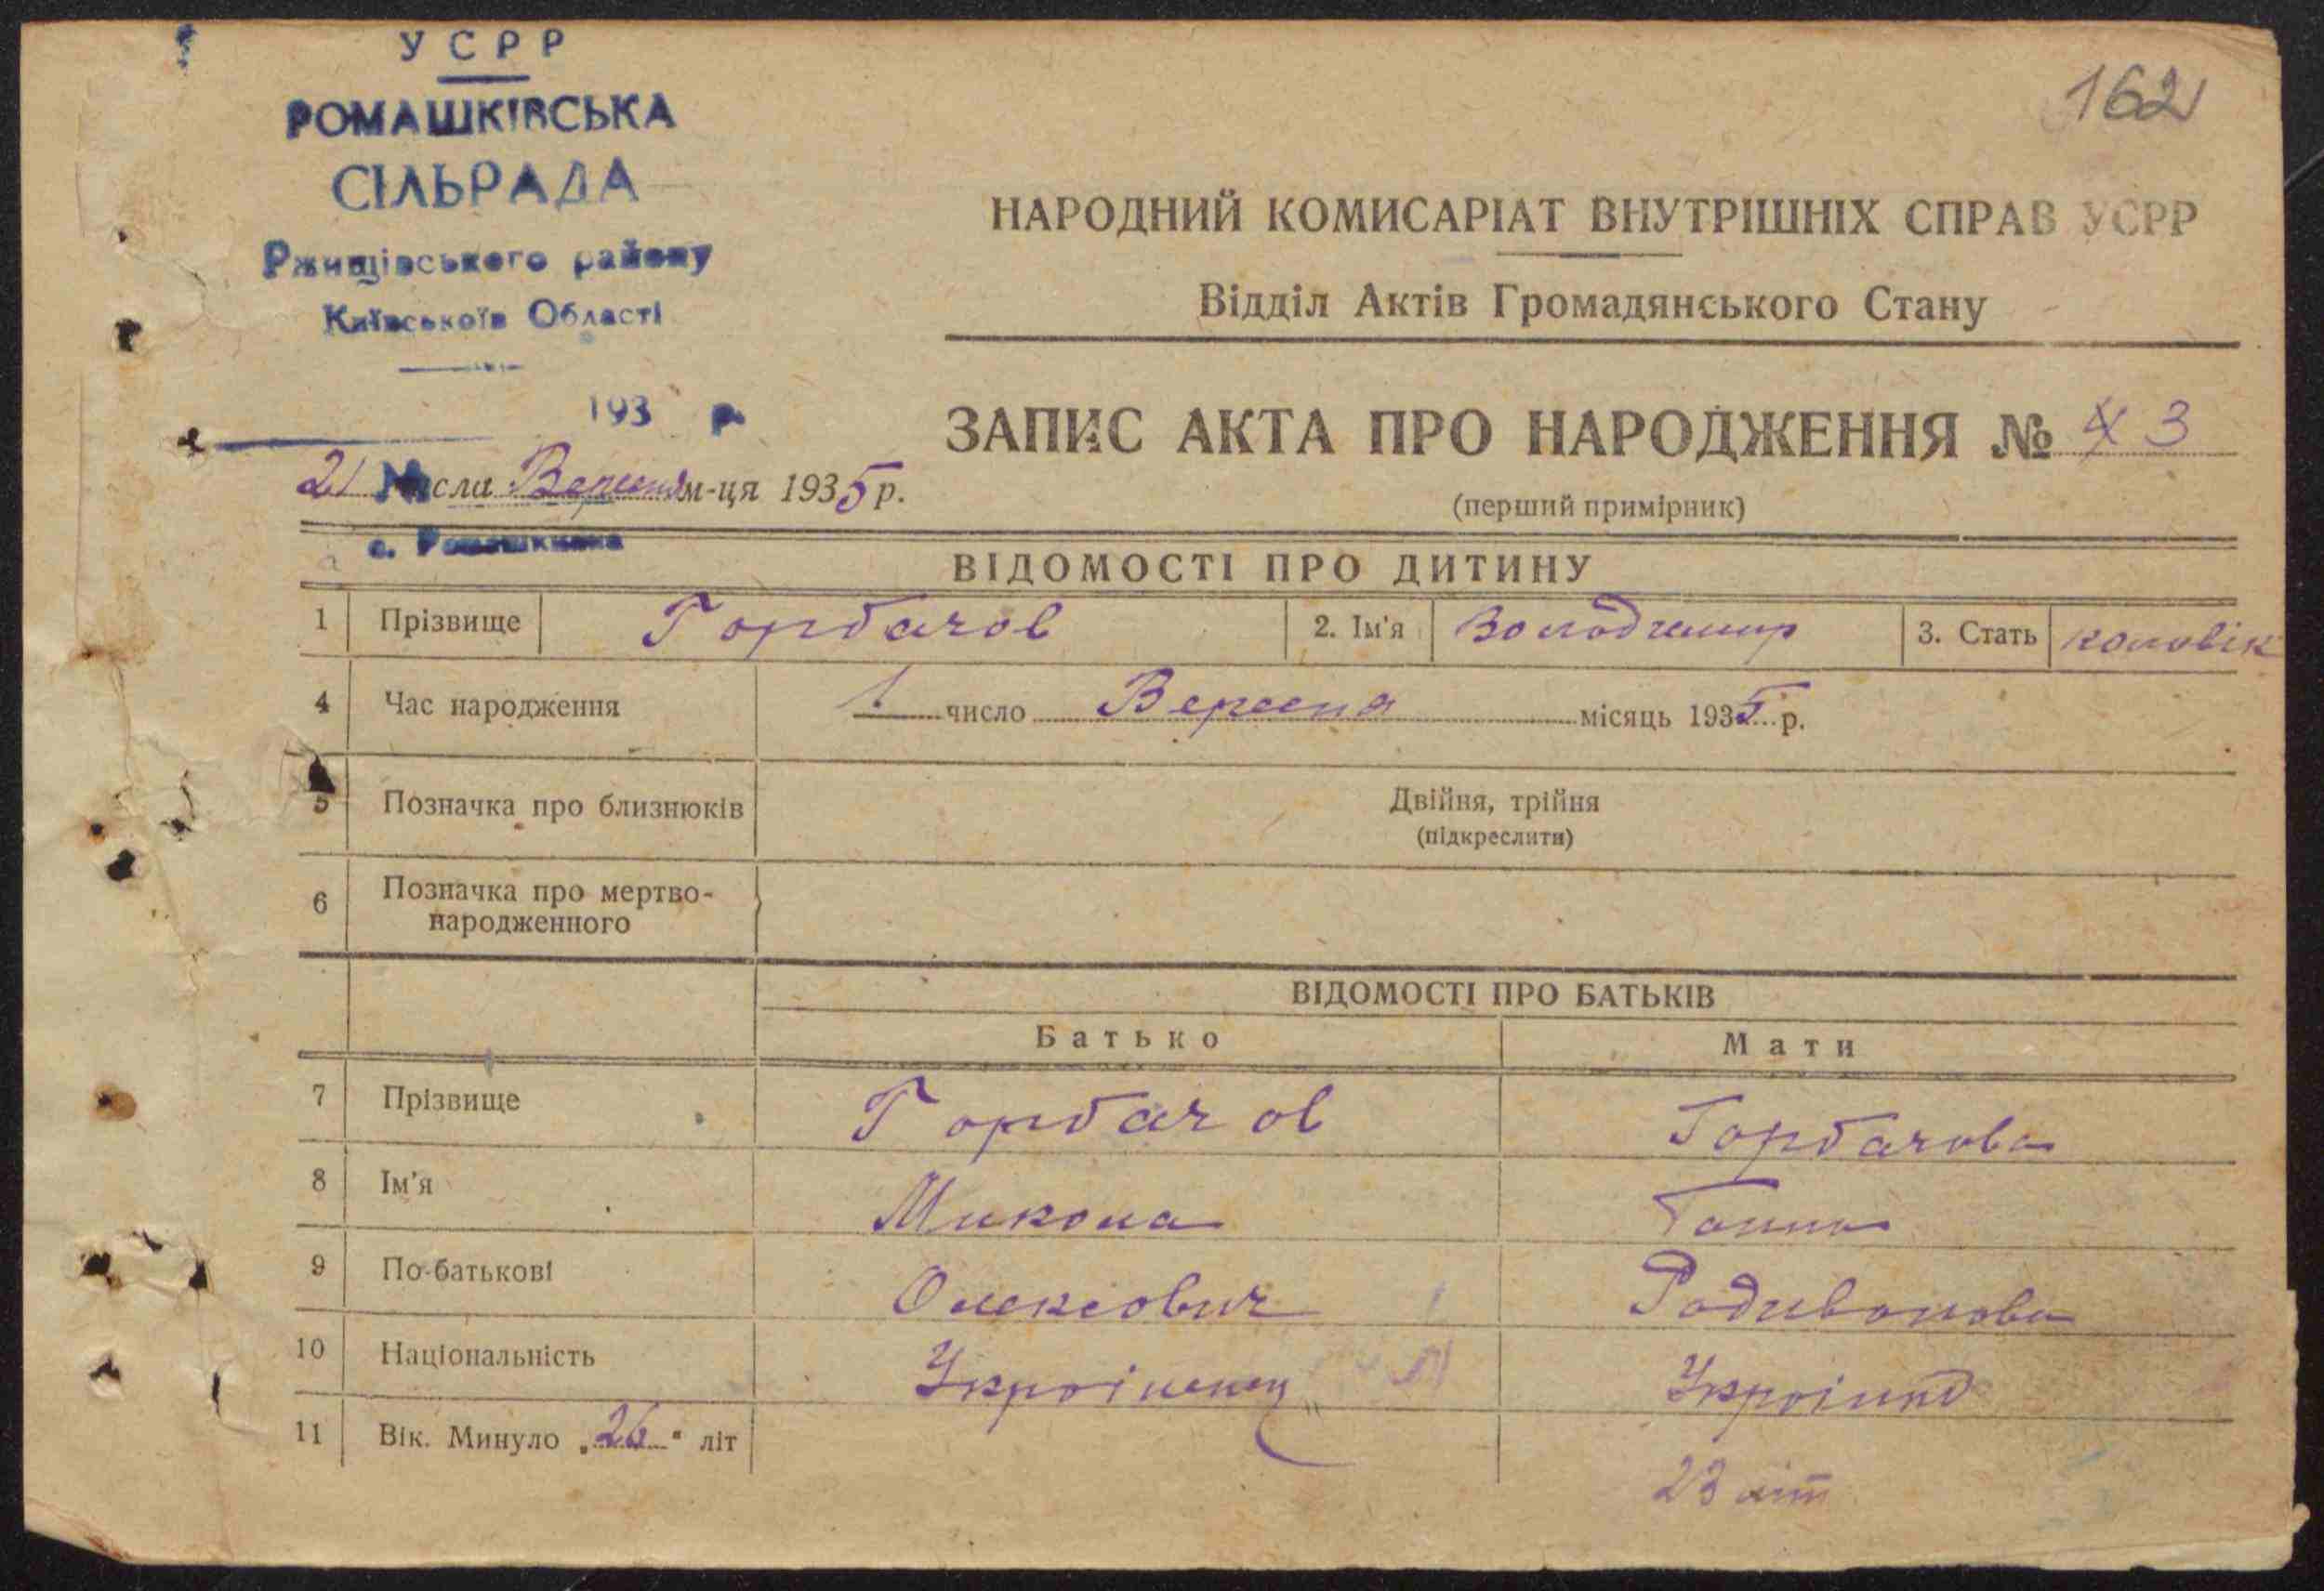 УСРР
РОМАШКІВСЬКА
СІЛЬРАДА
Ржищівського району
Київської Області
193 р.
162
НАРОДНИЙ КОМИСАРІАТ ВНУТРІШНІХ СПРАВ УСРР
Відділ Актів Громадянського Стану
ЗАПИС АКТА ПРО НАРОДЖЕННЯ № 43
(перший примірник)
21 числа Вересня м-ця 1935 р.
с. Ромашки
ВІДОМОСТІ ПРО ДИТИНУ
1 Прізвище Горбачов 2. Ім'я Володимир 3. Стать чоловік
4 Час народження 1 число Вересня місяць 1935 р.
5 Позначка про близнюків Двійня, трійня
(підкреслити)
6 Позначка про мертво-
народженного
ВІДОМОСТІ ПРО БАТЬКІВ
Батько Мати
7 Прізвище Горбачов Горбачова
8 Ім'я Микола Ганна
9 По-батькові Олексович Радивонова
10 Національність Українец Українка
11 Вік. Минуло „26" літ
23 літ